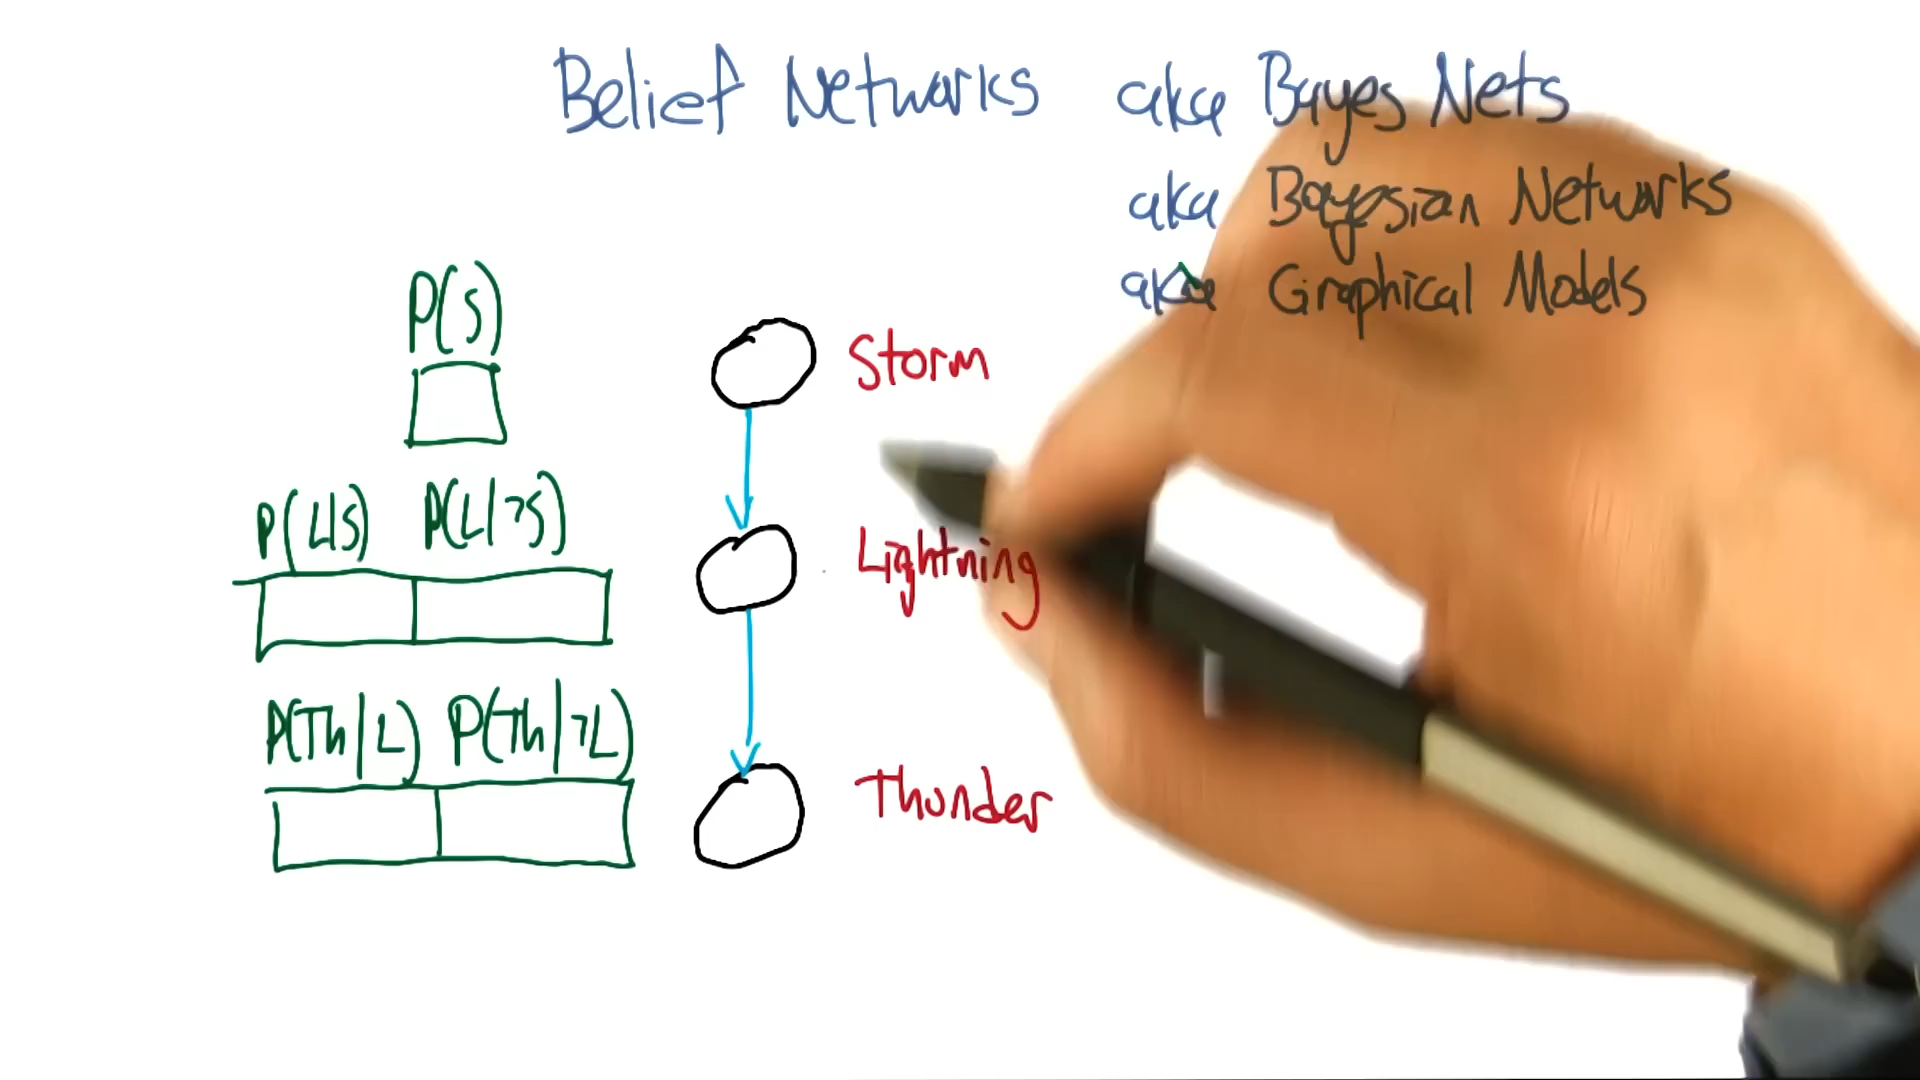 Belief Networks aka Bayes Nets
aka Bayesian Networks
aka Graphical Models
P(S)
Storm
P(L|S) P(L|¬S)
Lightning
P(Th|L) P(Th|¬L)
Thunder